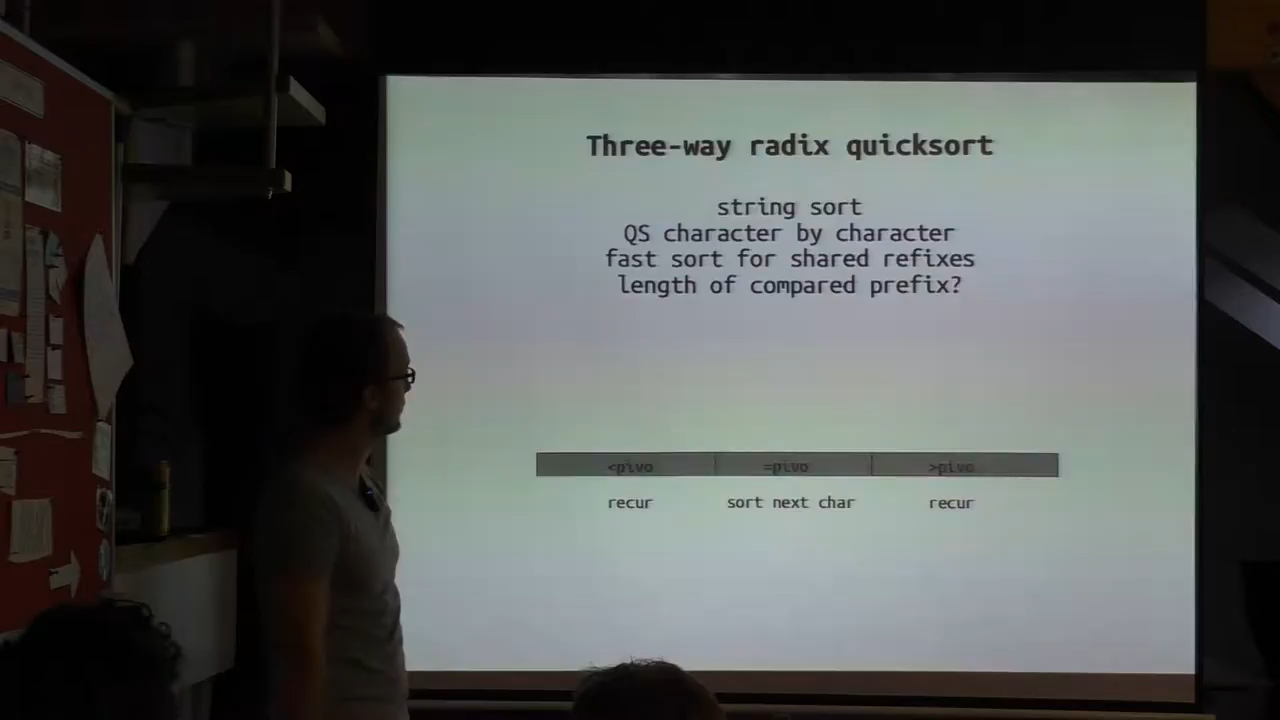 Three-way radix quicksort
string sort
QS character by character
fast sort for shared refixes
length of compared prefix?
<pivo =pivo >pivo
recur sort next char recur